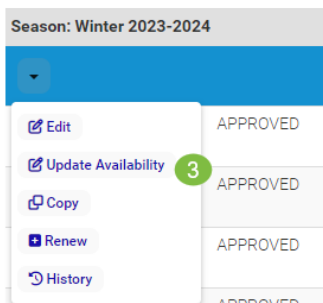 Season: Winter 2023-2024
Edit
APPROVED
Update Availability
3
APPROVED
Copy
Renew
APPROVED
History
APPROVED